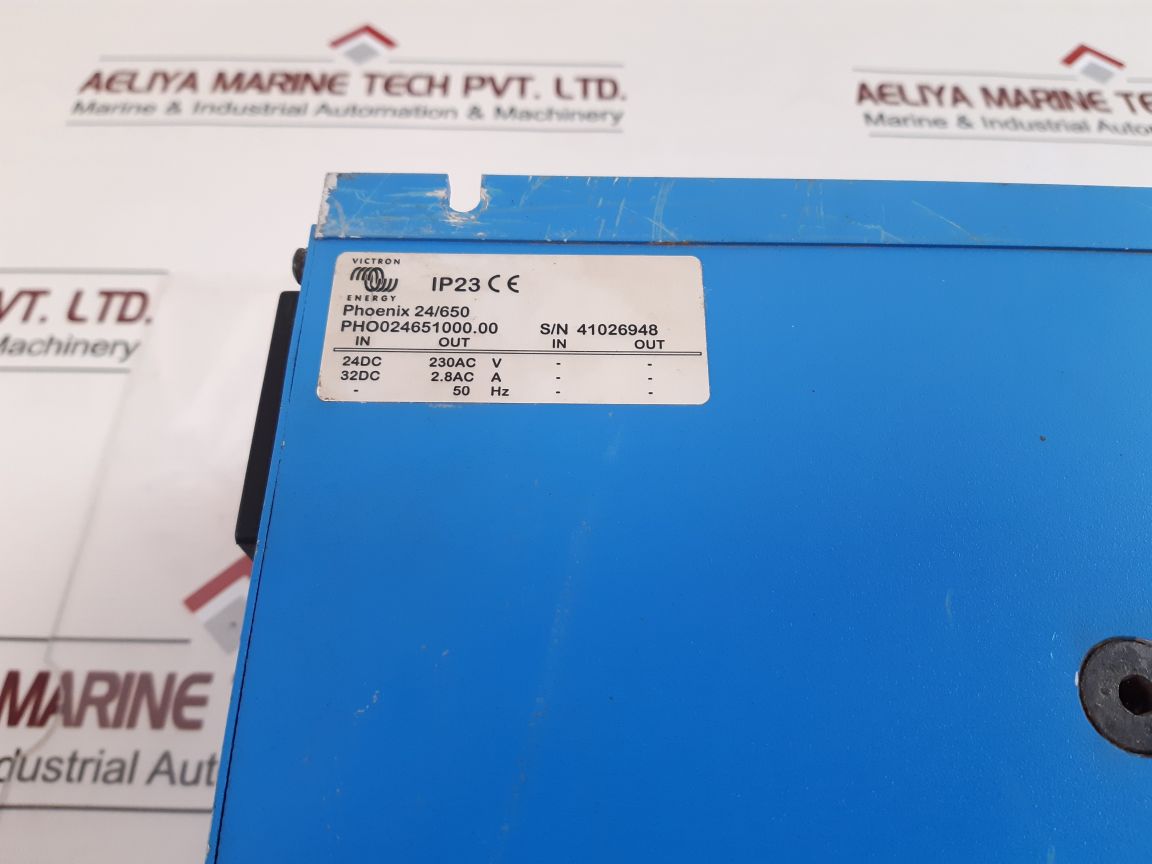 AELIYA MARINE TECH PVT. LTD.
Marine & Industrial Automation & Machinery
AELIYA MARINE TE
Marine & Industrial Auto
VT. LTD.
Machinery
VICTRON
ENERGY
IP23 CE
Phoenix 24/650
PHO024651000.00 S/N 41026948
IN OUT IN OUT
24DC 230AC V - -
32DC 2.8AC A - -
- 50 Hz - -
MARINE
dustrial Aut